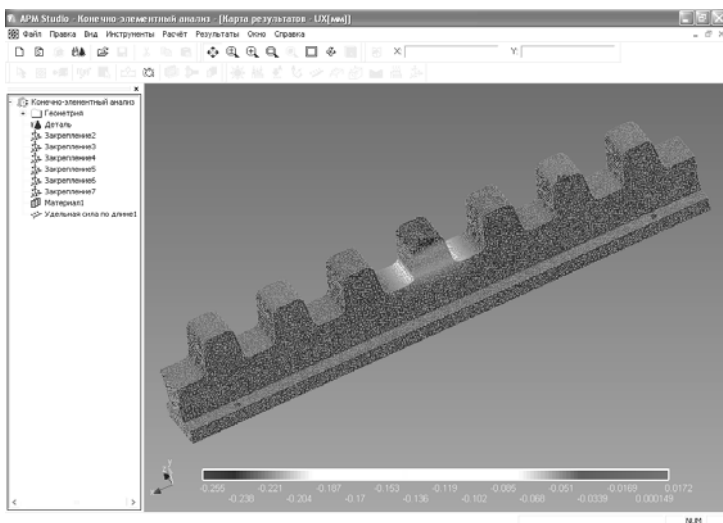 APM Studio - Конечно-элементный анализ - [Карта результатов - UX[мм]]
Файл Правка Вид Инструменты Расчёт Результаты Окно Справка
X: Y:
Конечно-элементный анализ
Геометрия
Деталь
Закрепление2
Закрепление3
Закрепление4
Закрепление5
Закрепление6
Закрепление7
Материал1
Удельная сила по длине1
-0.255 -0.221 -0.187 -0.153 -0.119 -0.085 -0.051 -0.0169 0.0172
-0.238 -0.204 -0.17 -0.136 -0.102 -0.068 -0.0339 0.000149
NUM